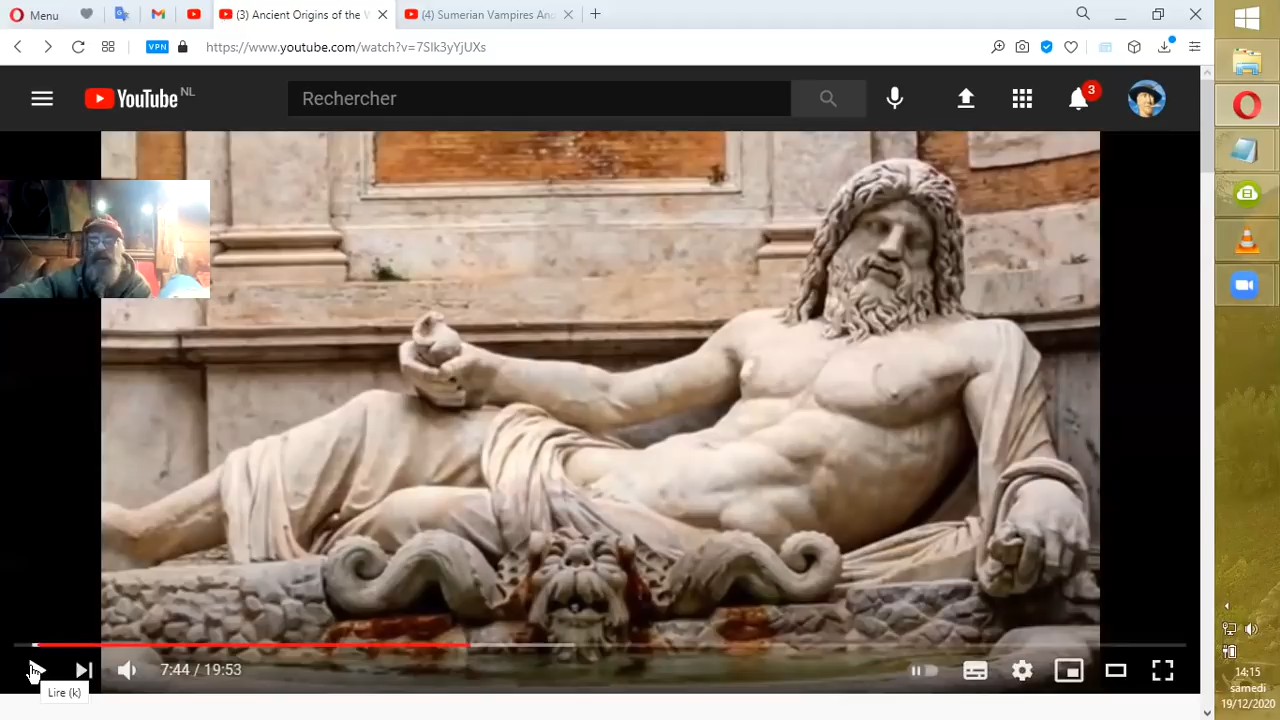 Menu
(3) Ancient Origins of the W
(4) Sumerian Vampires And
VPN
https://www.youtube.com/watch?v=7SIk3yYjUXs
YouTube NL
Rechercher
3
7:44 / 19:53
Lire (k)
14:15
samedi
19/12/2020